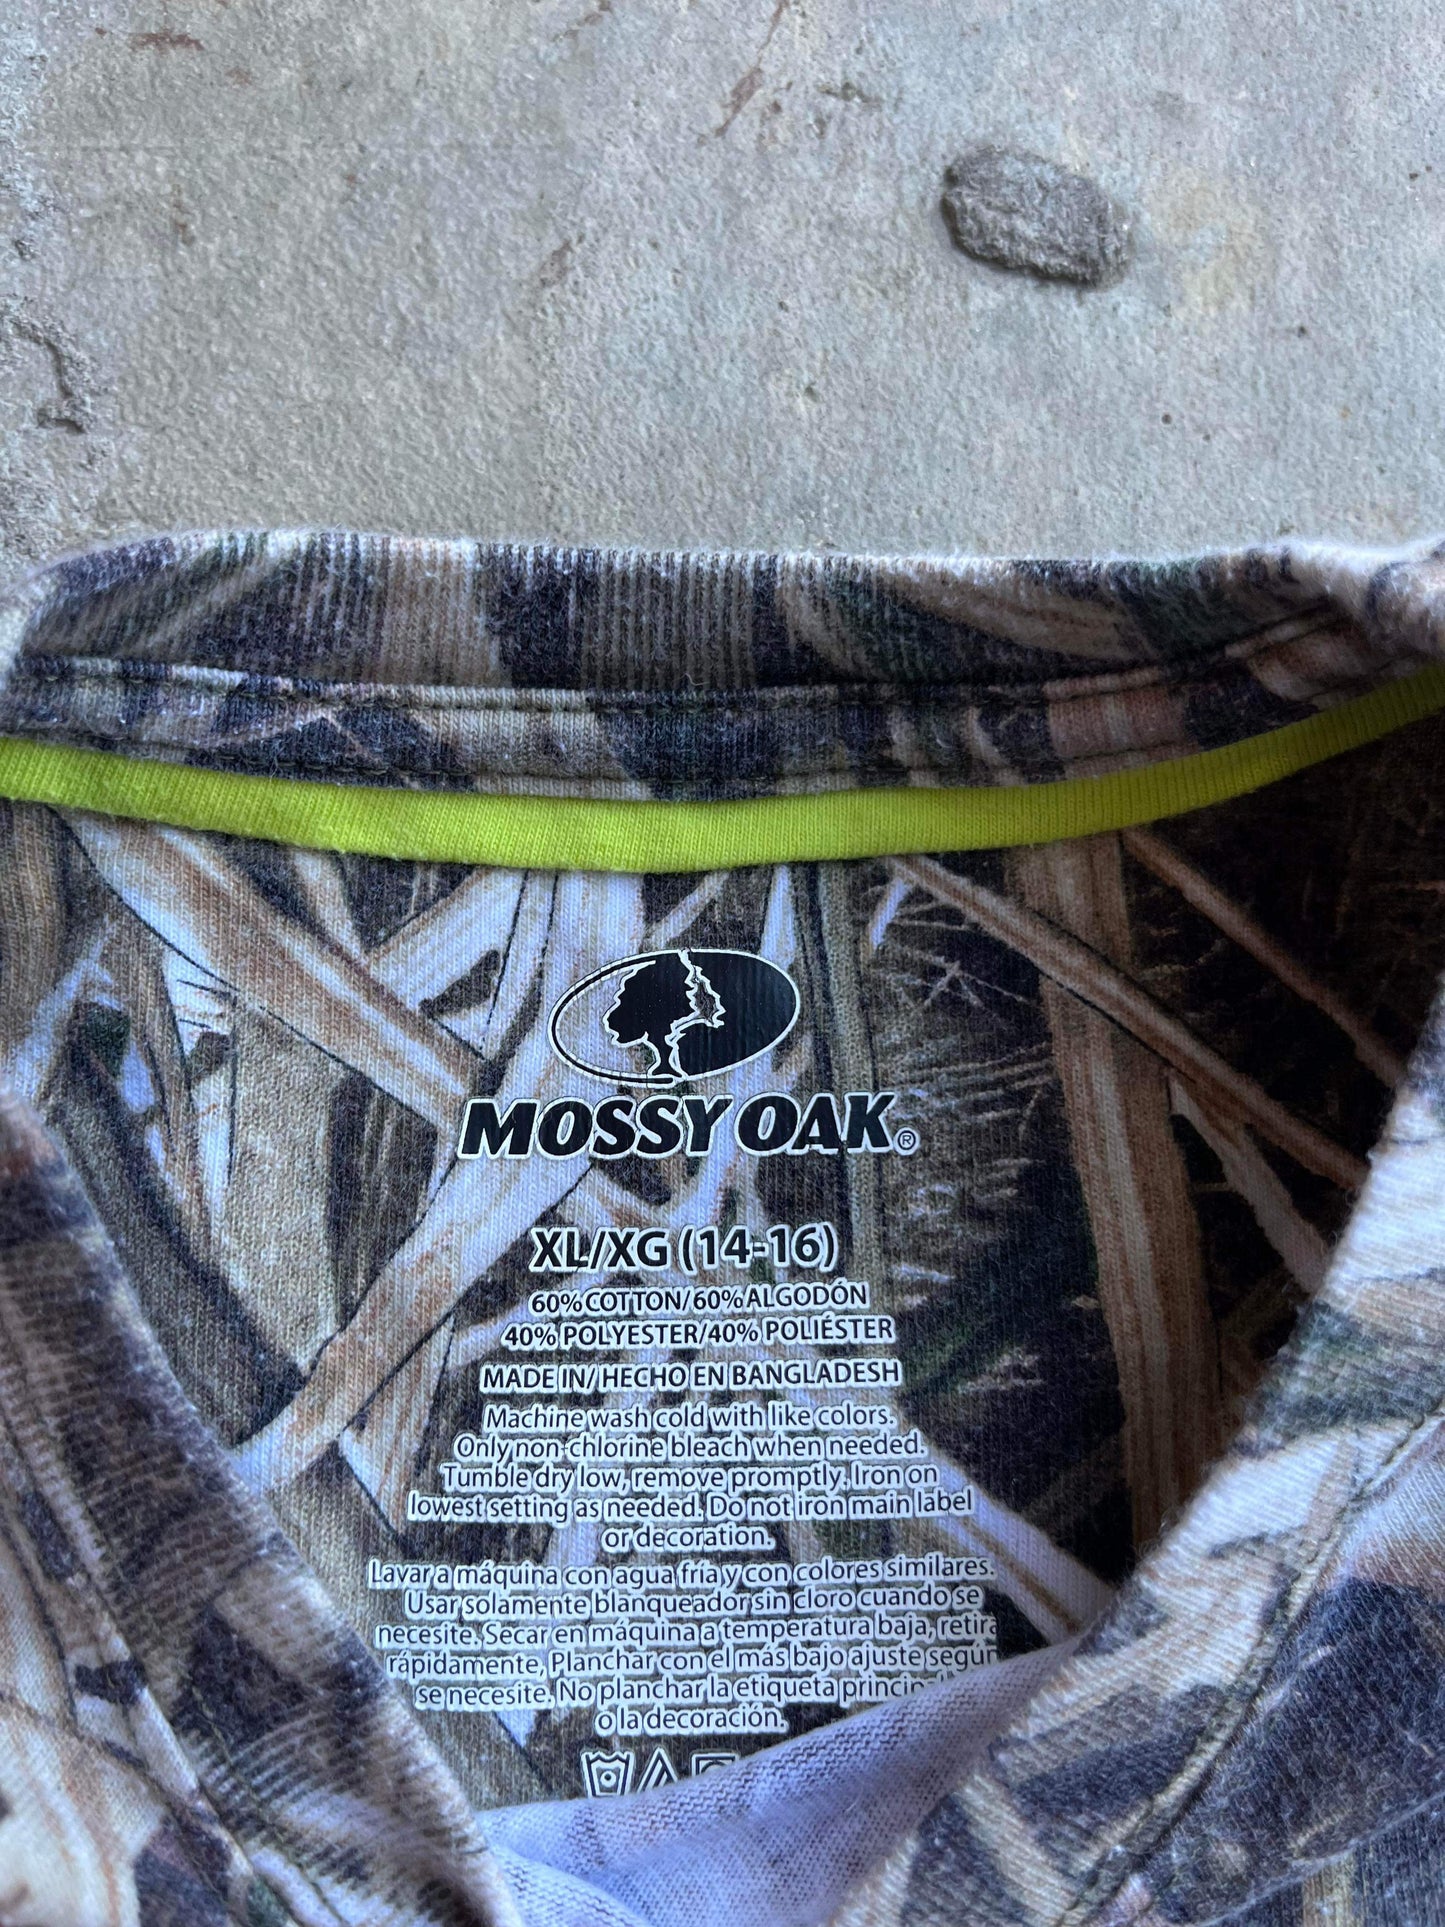 MOSSY OAK®
XL/XG (14-16)
60% COTTON/60% ALGODÓN
40% POLYESTER/40% POLIÉSTER
MADE IN/ HECHO EN BANGLADESH
Machine wash cold with like colors.
Only non-chlorine bleach when needed.
Tumble dry low, remove promptly. Iron on
lowest setting as needed. Do not iron main label
or decoration.
Lavar a máquina con agua fría y con colores similares.
Usar solamente blanqueador sin cloro cuando se
necesite. Secar en máquina a temperatura baja, retira
rápidamente, Planchar con el más bajo ajuste según
se necesite. No planchar la etiqueta
o la decoración.